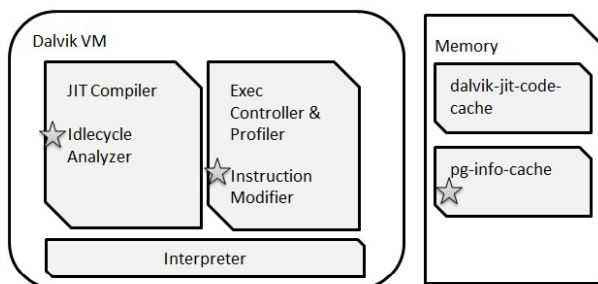 Dalvik VM
JIT Compiler
Idlecycle
Analyzer
Exec
Controller &
Profiler
Instruction
Modifier
Interpreter
Memory
dalvik-jit-code-
cache
pg-info-cache